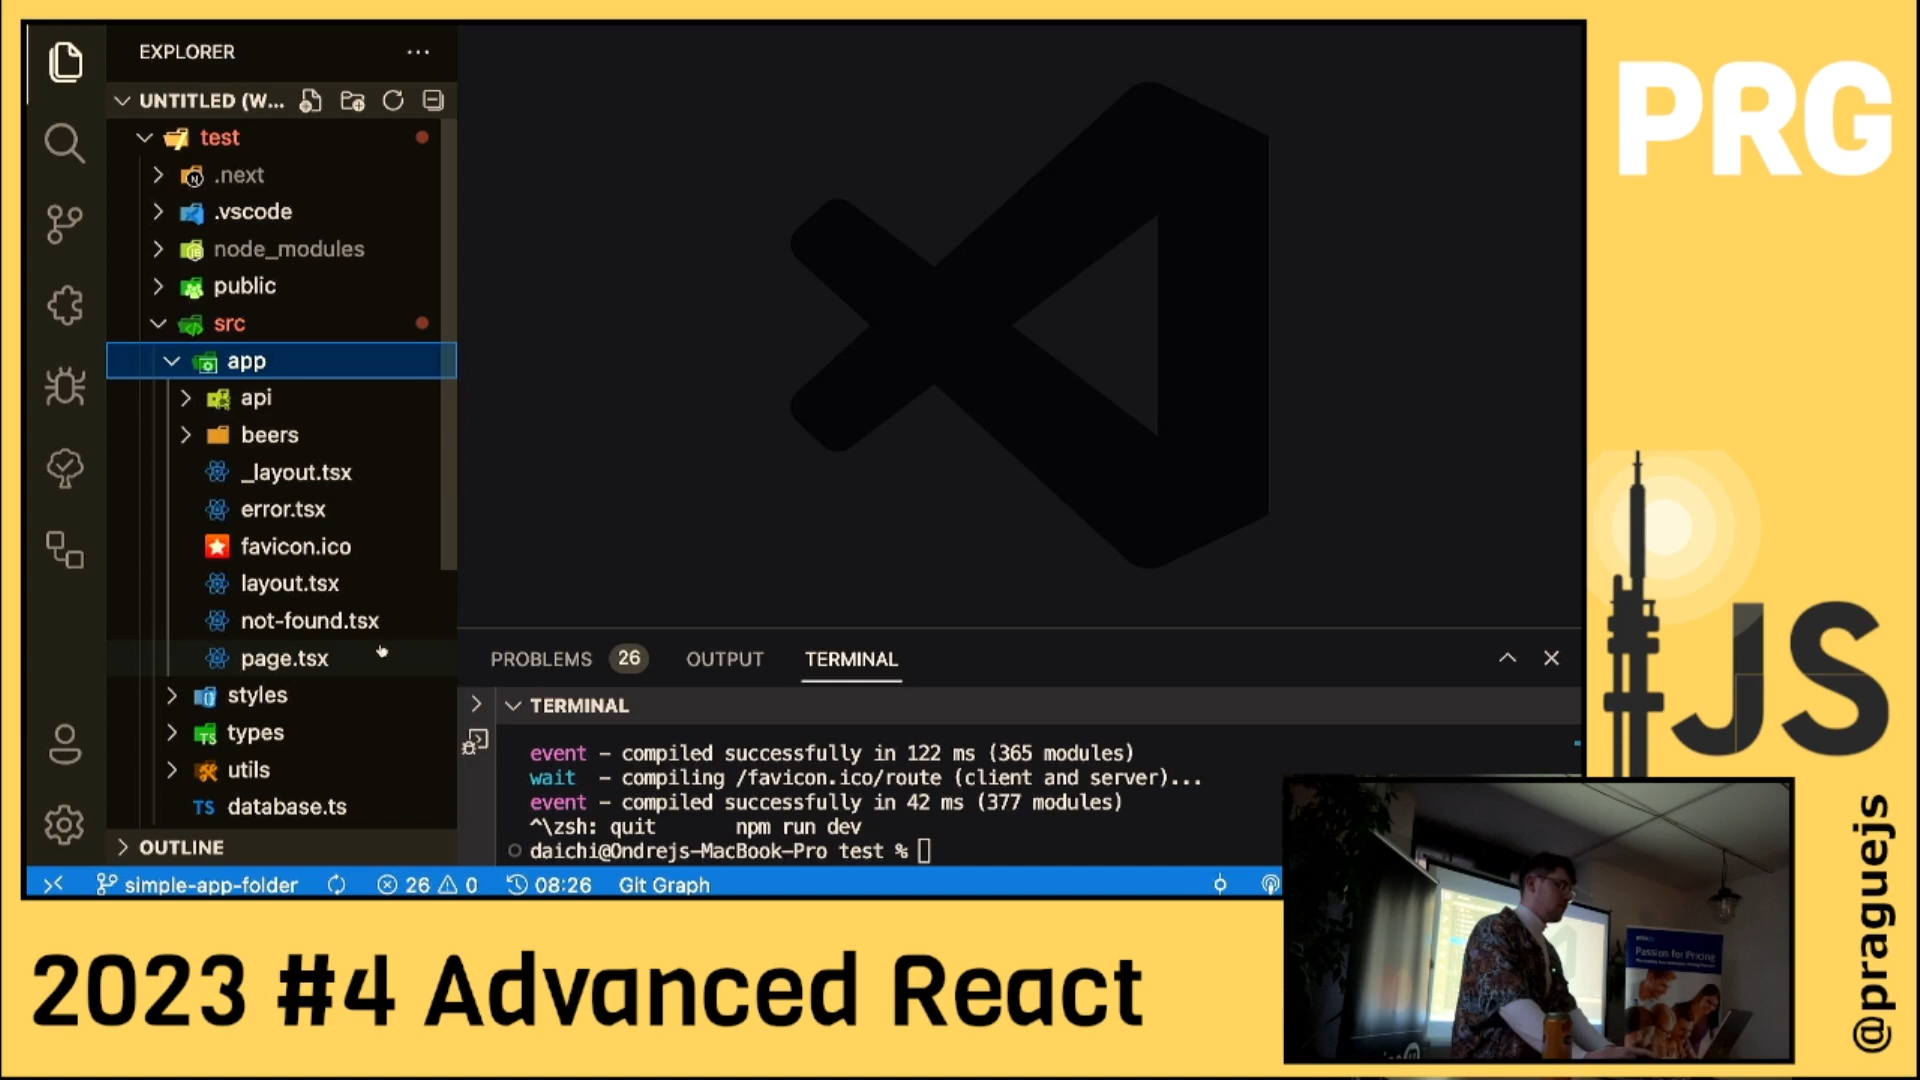 EXPLORER
UNTITLED (W...
test
.next
.vscode
node_modules
public
src
app
api
beers
_layout.tsx
error.tsx
favicon.ico
layout.tsx
not-found.tsx
page.tsx
styles
types
utils
TS database.ts
OUTLINE
PROBLEMS 26 OUTPUT TERMINAL
TERMINAL
event - compiled successfully in 122 ms (365 modules)
wait - compiling /favicon.ico/route (client and server)...
event - compiled successfully in 42 ms (377 modules)
^\zsh: quit npm run dev
daichi@Ondrejs-MacBook-Pro test %
simple-app-folder 26 0 08:26 Git Graph
PRG
JS
@praguejs
Passion for Pricing
2023 #4 Advanced React